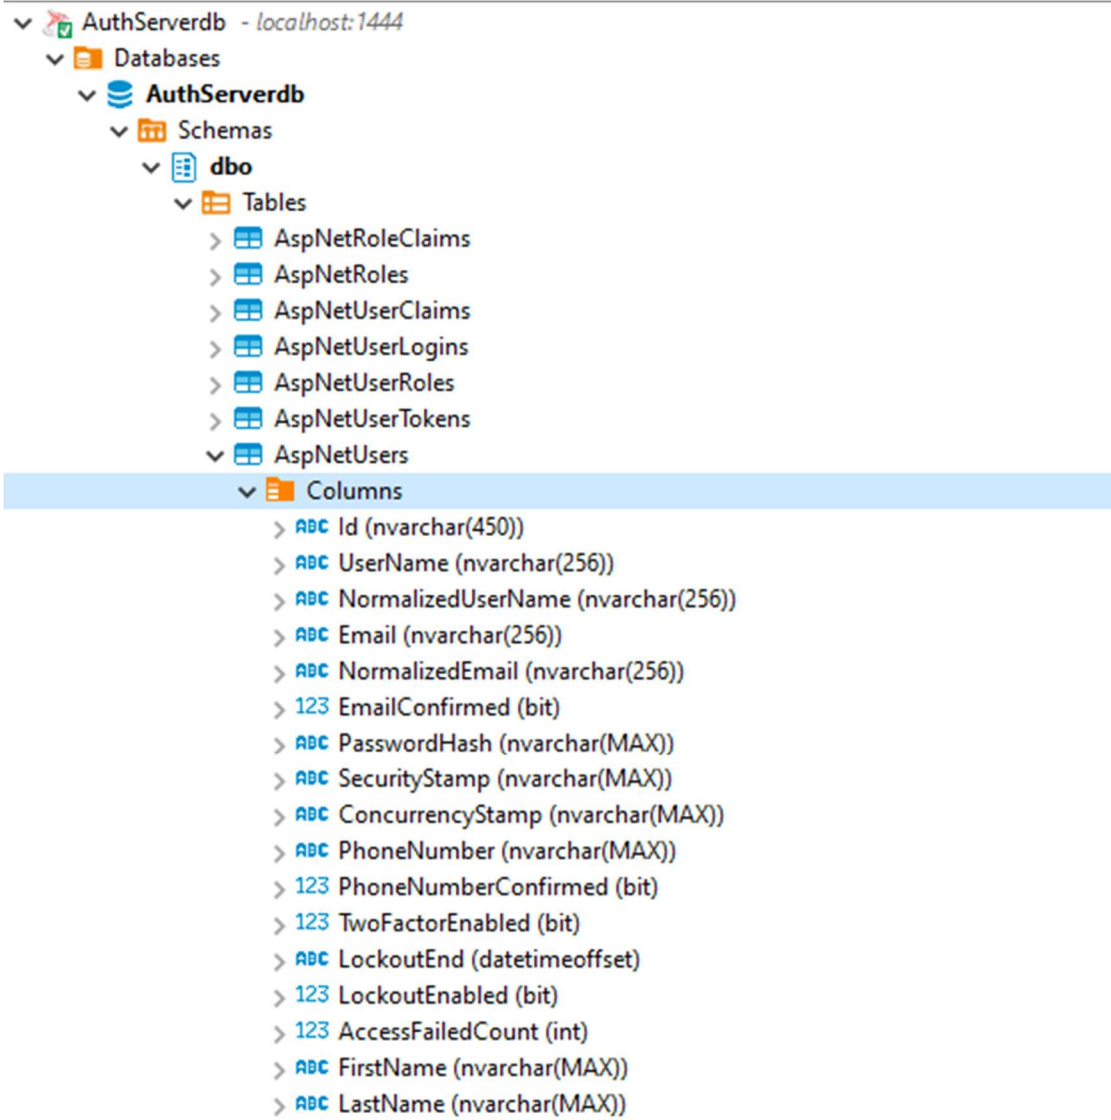 AuthServerdb - localhost:1444
Databases
AuthServerdb
Schemas
dbo
Tables
AspNetRoleClaims
AspNetRoles
AspNetUserClaims
AspNetUserLogins
AspNetUserRoles
AspNetUserTokens
AspNetUsers
Columns
ABC Id (nvarchar(450))
ABC UserName (nvarchar(256))
ABC NormalizedUserName (nvarchar(256))
ABC Email (nvarchar(256))
ABC NormalizedEmail (nvarchar(256))
123 EmailConfirmed (bit)
ABC PasswordHash (nvarchar(MAX))
ABC SecurityStamp (nvarchar(MAX))
ABC ConcurrencyStamp (nvarchar(MAX))
ABC PhoneNumber (nvarchar(MAX))
123 PhoneNumberConfirmed (bit)
123 TwoFactorEnabled (bit)
ABC LockoutEnd (datetimeoffset)
123 LockoutEnabled (bit)
123 AccessFailedCount (int)
ABC FirstName (nvarchar(MAX))
ABC LastName (nvarchar(MAX))